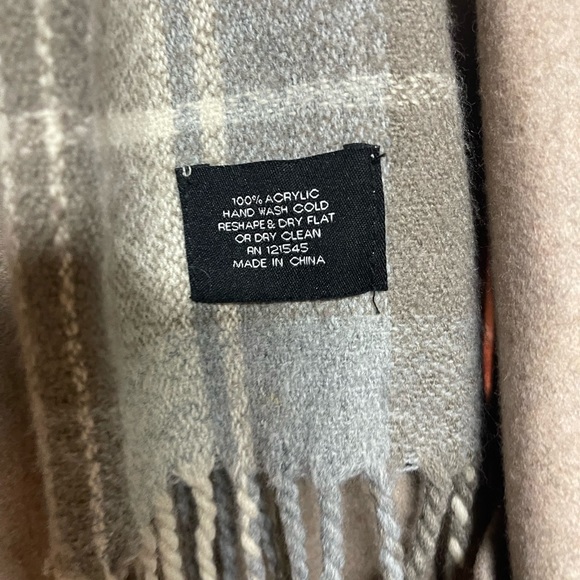 100% ACRYLIC
HAND WASH COLD
RESHAPE & DRY FLAT
OR DRY CLEAN
RN 121545
MADE IN CHINA